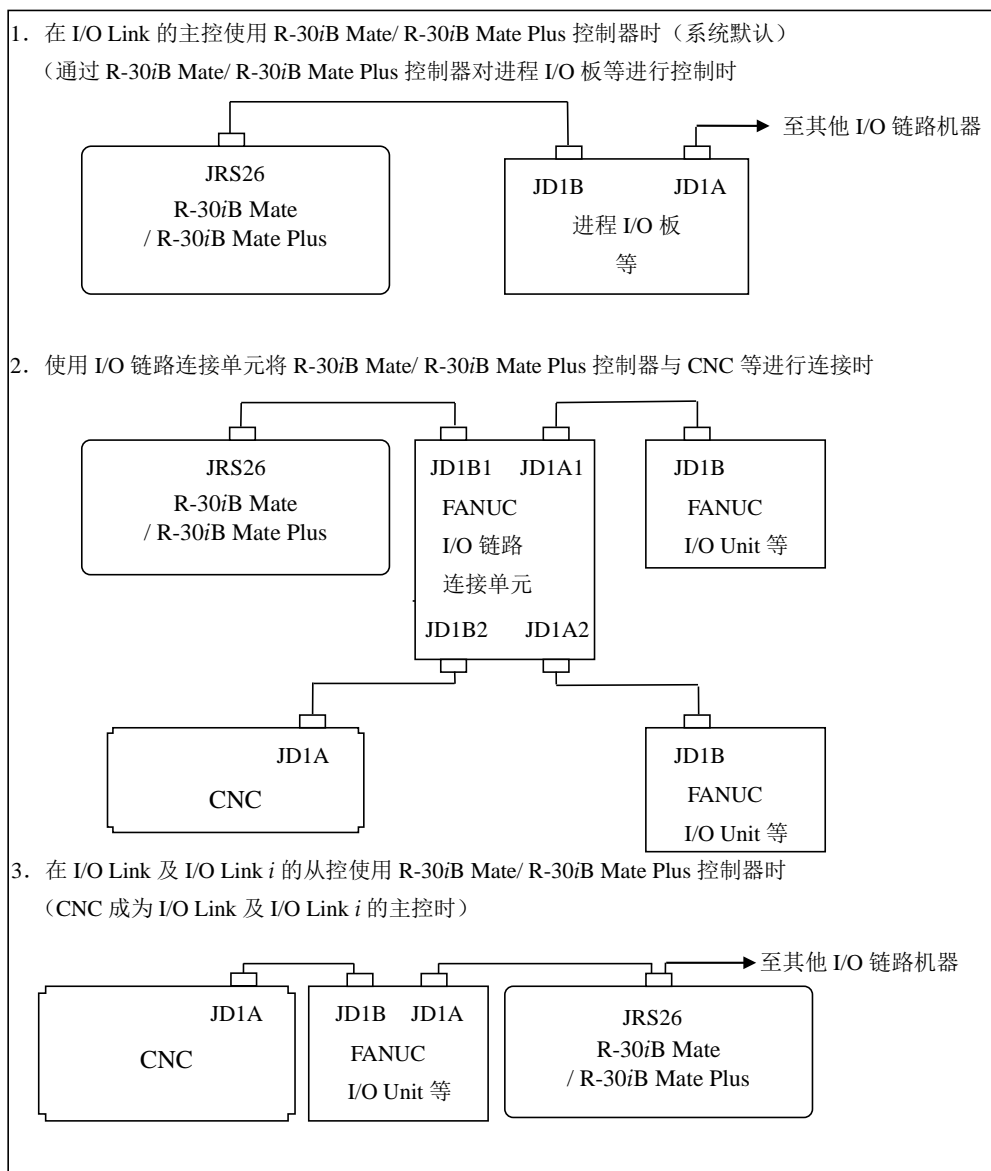 1．在 I/O Link 的主控使用 R-30iB Mate/ R-30iB Mate Plus 控制器时（系统默认）
（通过 R-30iB Mate/ R-30iB Mate Plus 控制器对进程 I/O 板等进行控制时
至其他 I/O 链路机器
JRS26
R-30iB Mate
/ R-30iB Mate Plus
JD1B JD1A
进程 I/O 板
等
2．使用 I/O 链路连接单元将 R-30iB Mate/ R-30iB Mate Plus 控制器与 CNC 等进行连接时
JRS26
R-30iB Mate
/ R-30iB Mate Plus
JD1B1 JD1A1
FANUC
I/O 链路
连接单元
JD1B2 JD1A2
JD1B
FANUC
I/O Unit 等
JD1A
CNC
JD1B
FANUC
I/O Unit 等
3．在 I/O Link 及 I/O Link i 的从控使用 R-30iB Mate/ R-30iB Mate Plus 控制器时
（CNC 成为 I/O Link 及 I/O Link i 的主控时）
至其他 I/O 链路机器
JD1A
CNC
JD1B JD1A
FANUC
I/O Unit 等
JRS26
R-30iB Mate
/ R-30iB Mate Plus